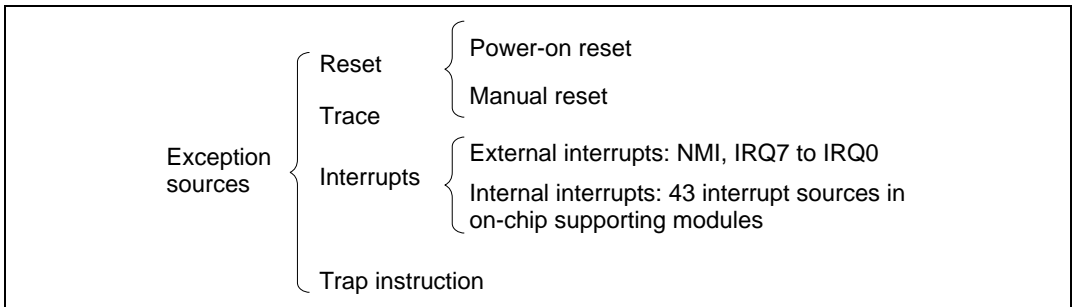 Exception
sources
Reset
Power-on reset
Manual reset
Trace
Interrupts
External interrupts: NMI, IRQ7 to IRQ0
Internal interrupts: 43 interrupt sources in
on-chip supporting modules
Trap instruction